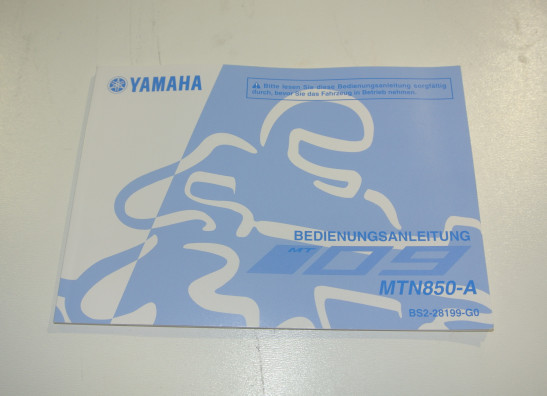 YAMAHA
Bitte lesen Sie diese Bedienungsanleitung sorgfältig
durch, bevor Sie das Fahrzeug in Betrieb nehmen.
BEDIENUNGSANLEITUNG
MT 09
MTN850-A
BS2-28199-G0